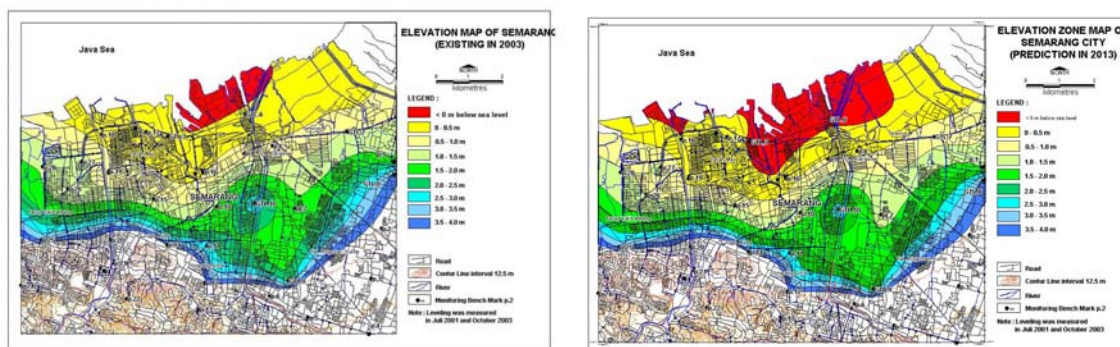 ELEVATION MAP OF SEMARANG
(EXISTING IN 2003)
Java Sea
NORTH
kilometres
LEGEND :
< 0 m below sea level
0 - 0.5 m
0.5 - 1.0 m
1.0 - 1.5 m
1.5 - 2.0 m
2.0 - 2.5 m
2.5 - 3.0 m
3.0 - 3.5 m
3.5 - 4.0 m
SEMARANG
Road
Contur Line interval 12.5 m
River
Monitoring Bench Mark p.2
Note : Leveling was measured
in Juli 2001 and October 2003
ELEVATION ZONE MAP O
SEMARANG CITY
(PREDICTION IN 2013)
Java Sea
NORTH
kilometres
LEGEND :
< 0 m below sea level
0 - 0.5 m
0.5 - 1.0 m
1.0 - 1.5 m
1.5 - 2.0 m
2.0 - 2.5 m
2.5 - 3.0 m
3.0 - 3.5 m
3.5 - 4.0 m
SEMARANG
Road
Contur Line interval 12.5 m
River
Monitoring Bench Mark p.2
Note : Leveling was measured
in Juli 2001 and October 2003